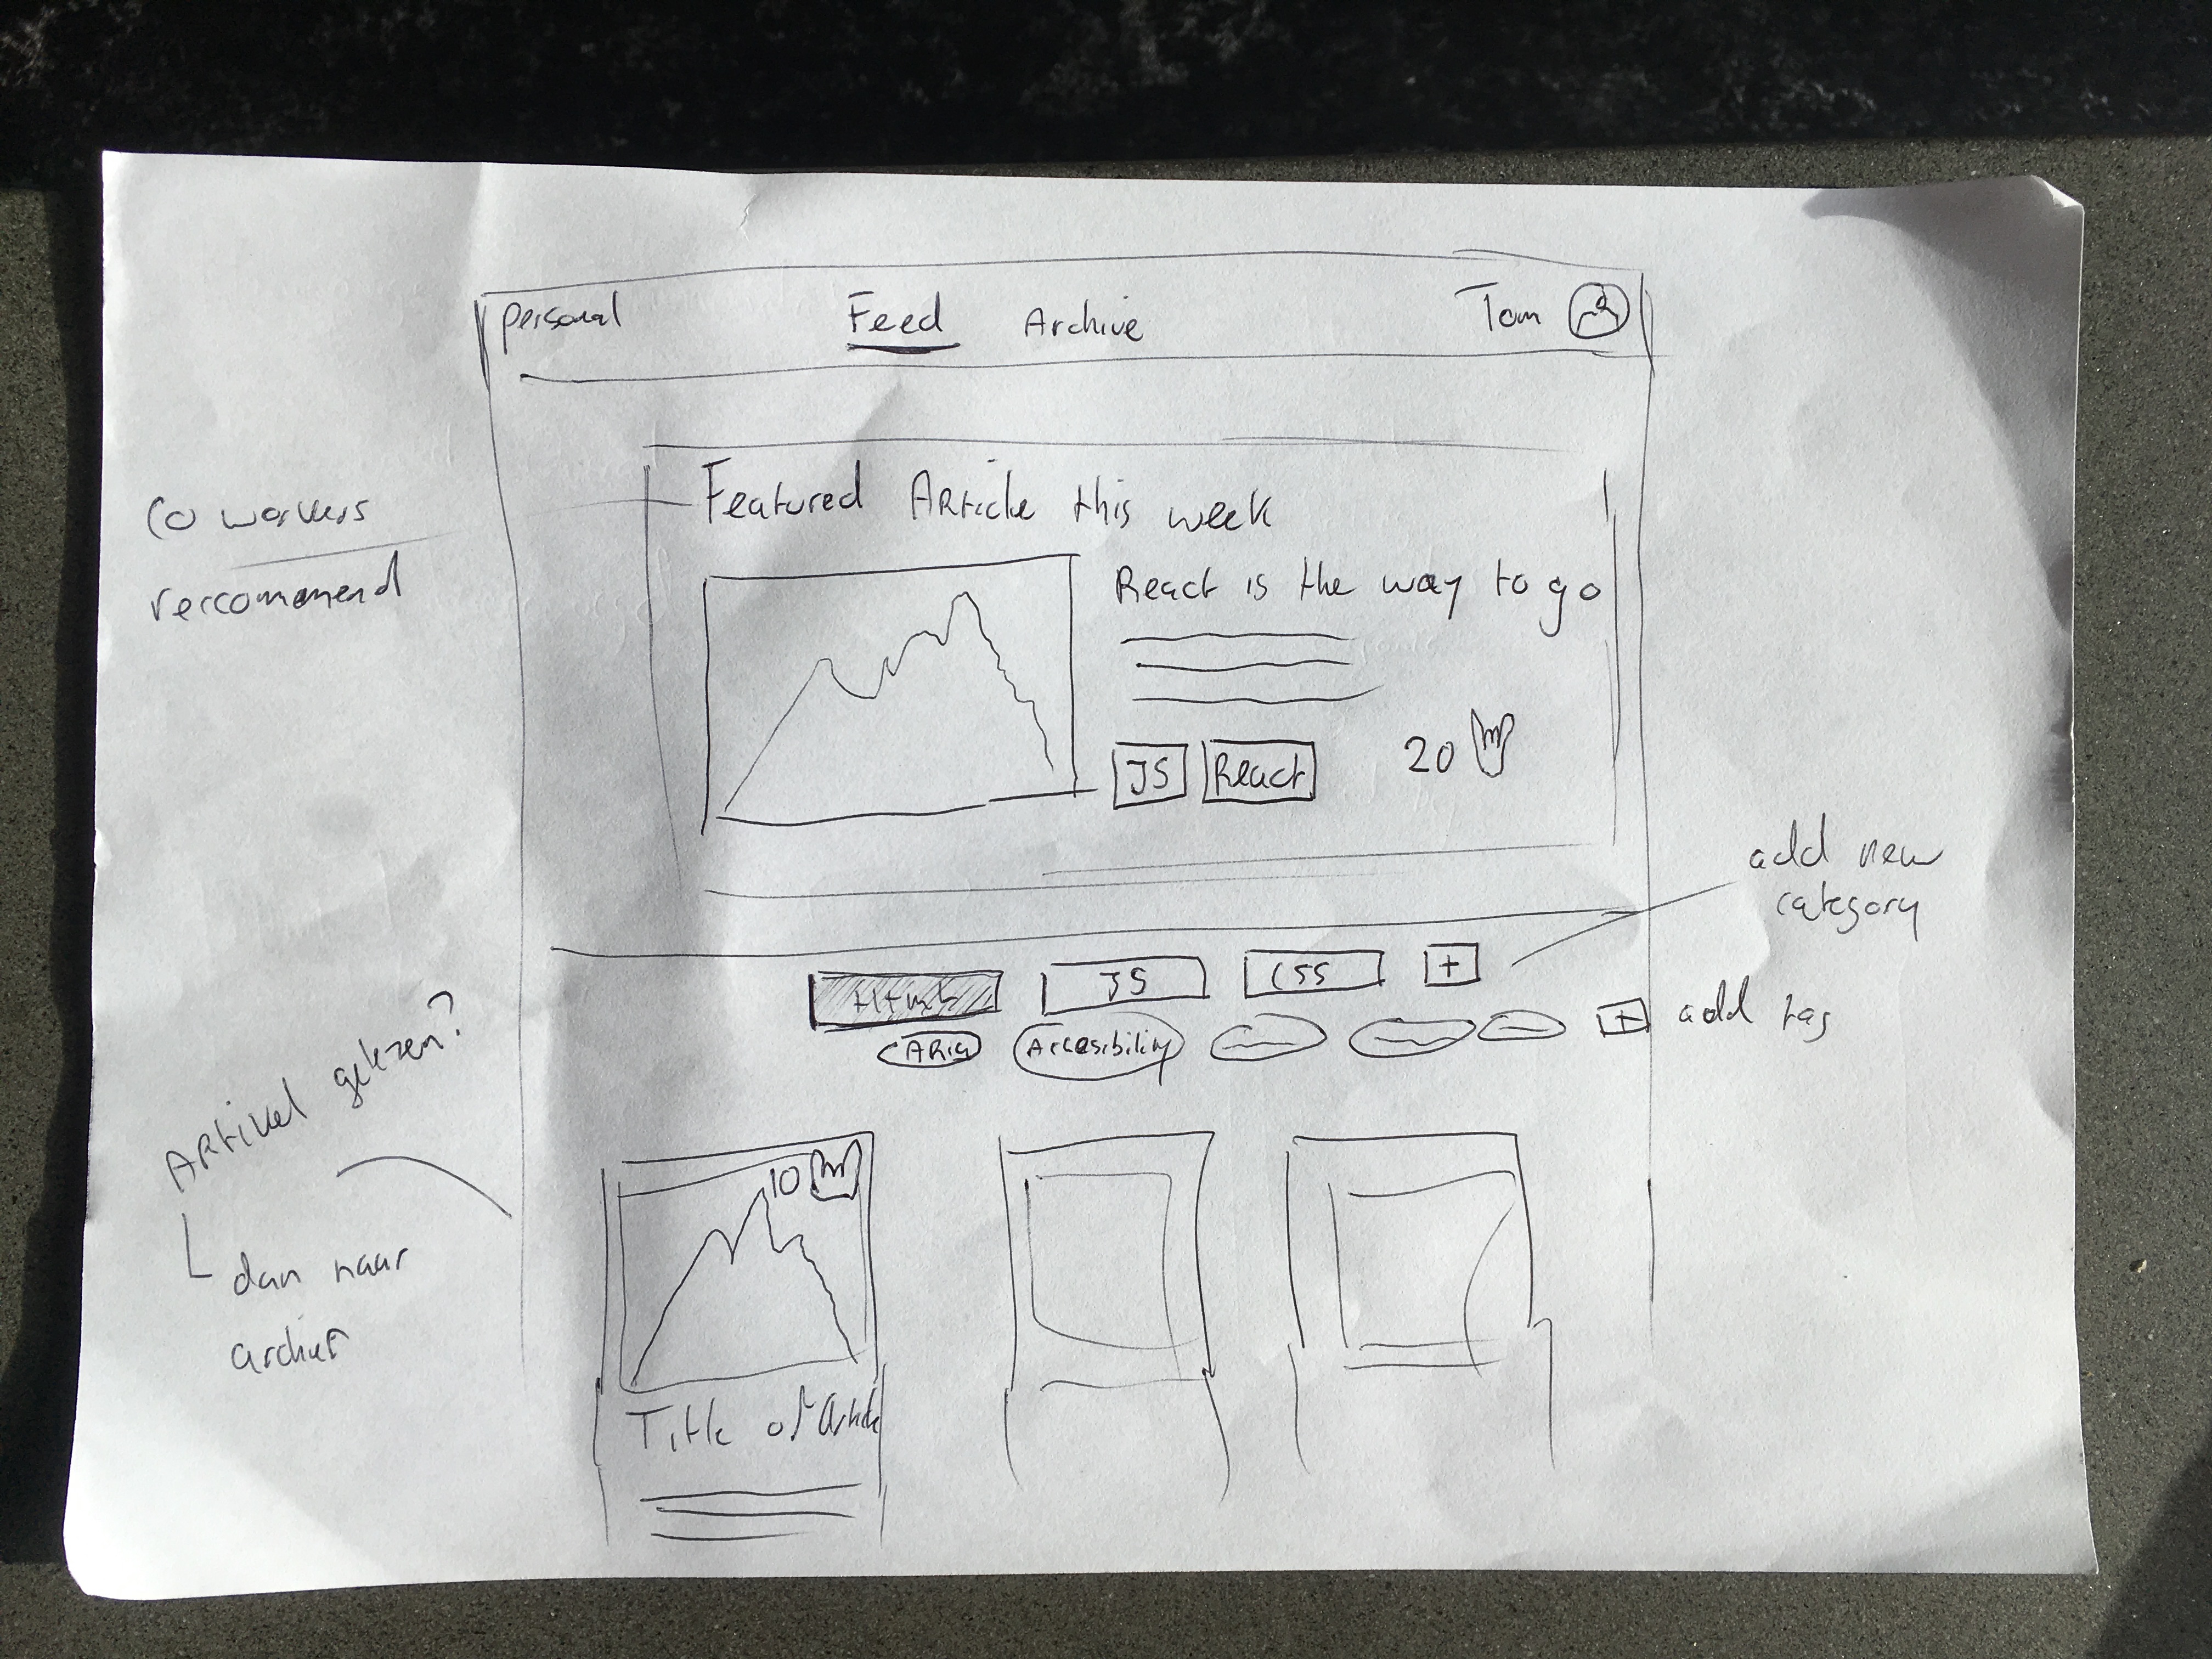 personal Feed Archive Tom
Featured Article this week
Co workers
reccommend
React is the way to go
JS React 20
add new
category
Html JS CSS +
ARia Accesibility + add tag
Artikel gelezen?
dan naar
archief
10
Title of Article